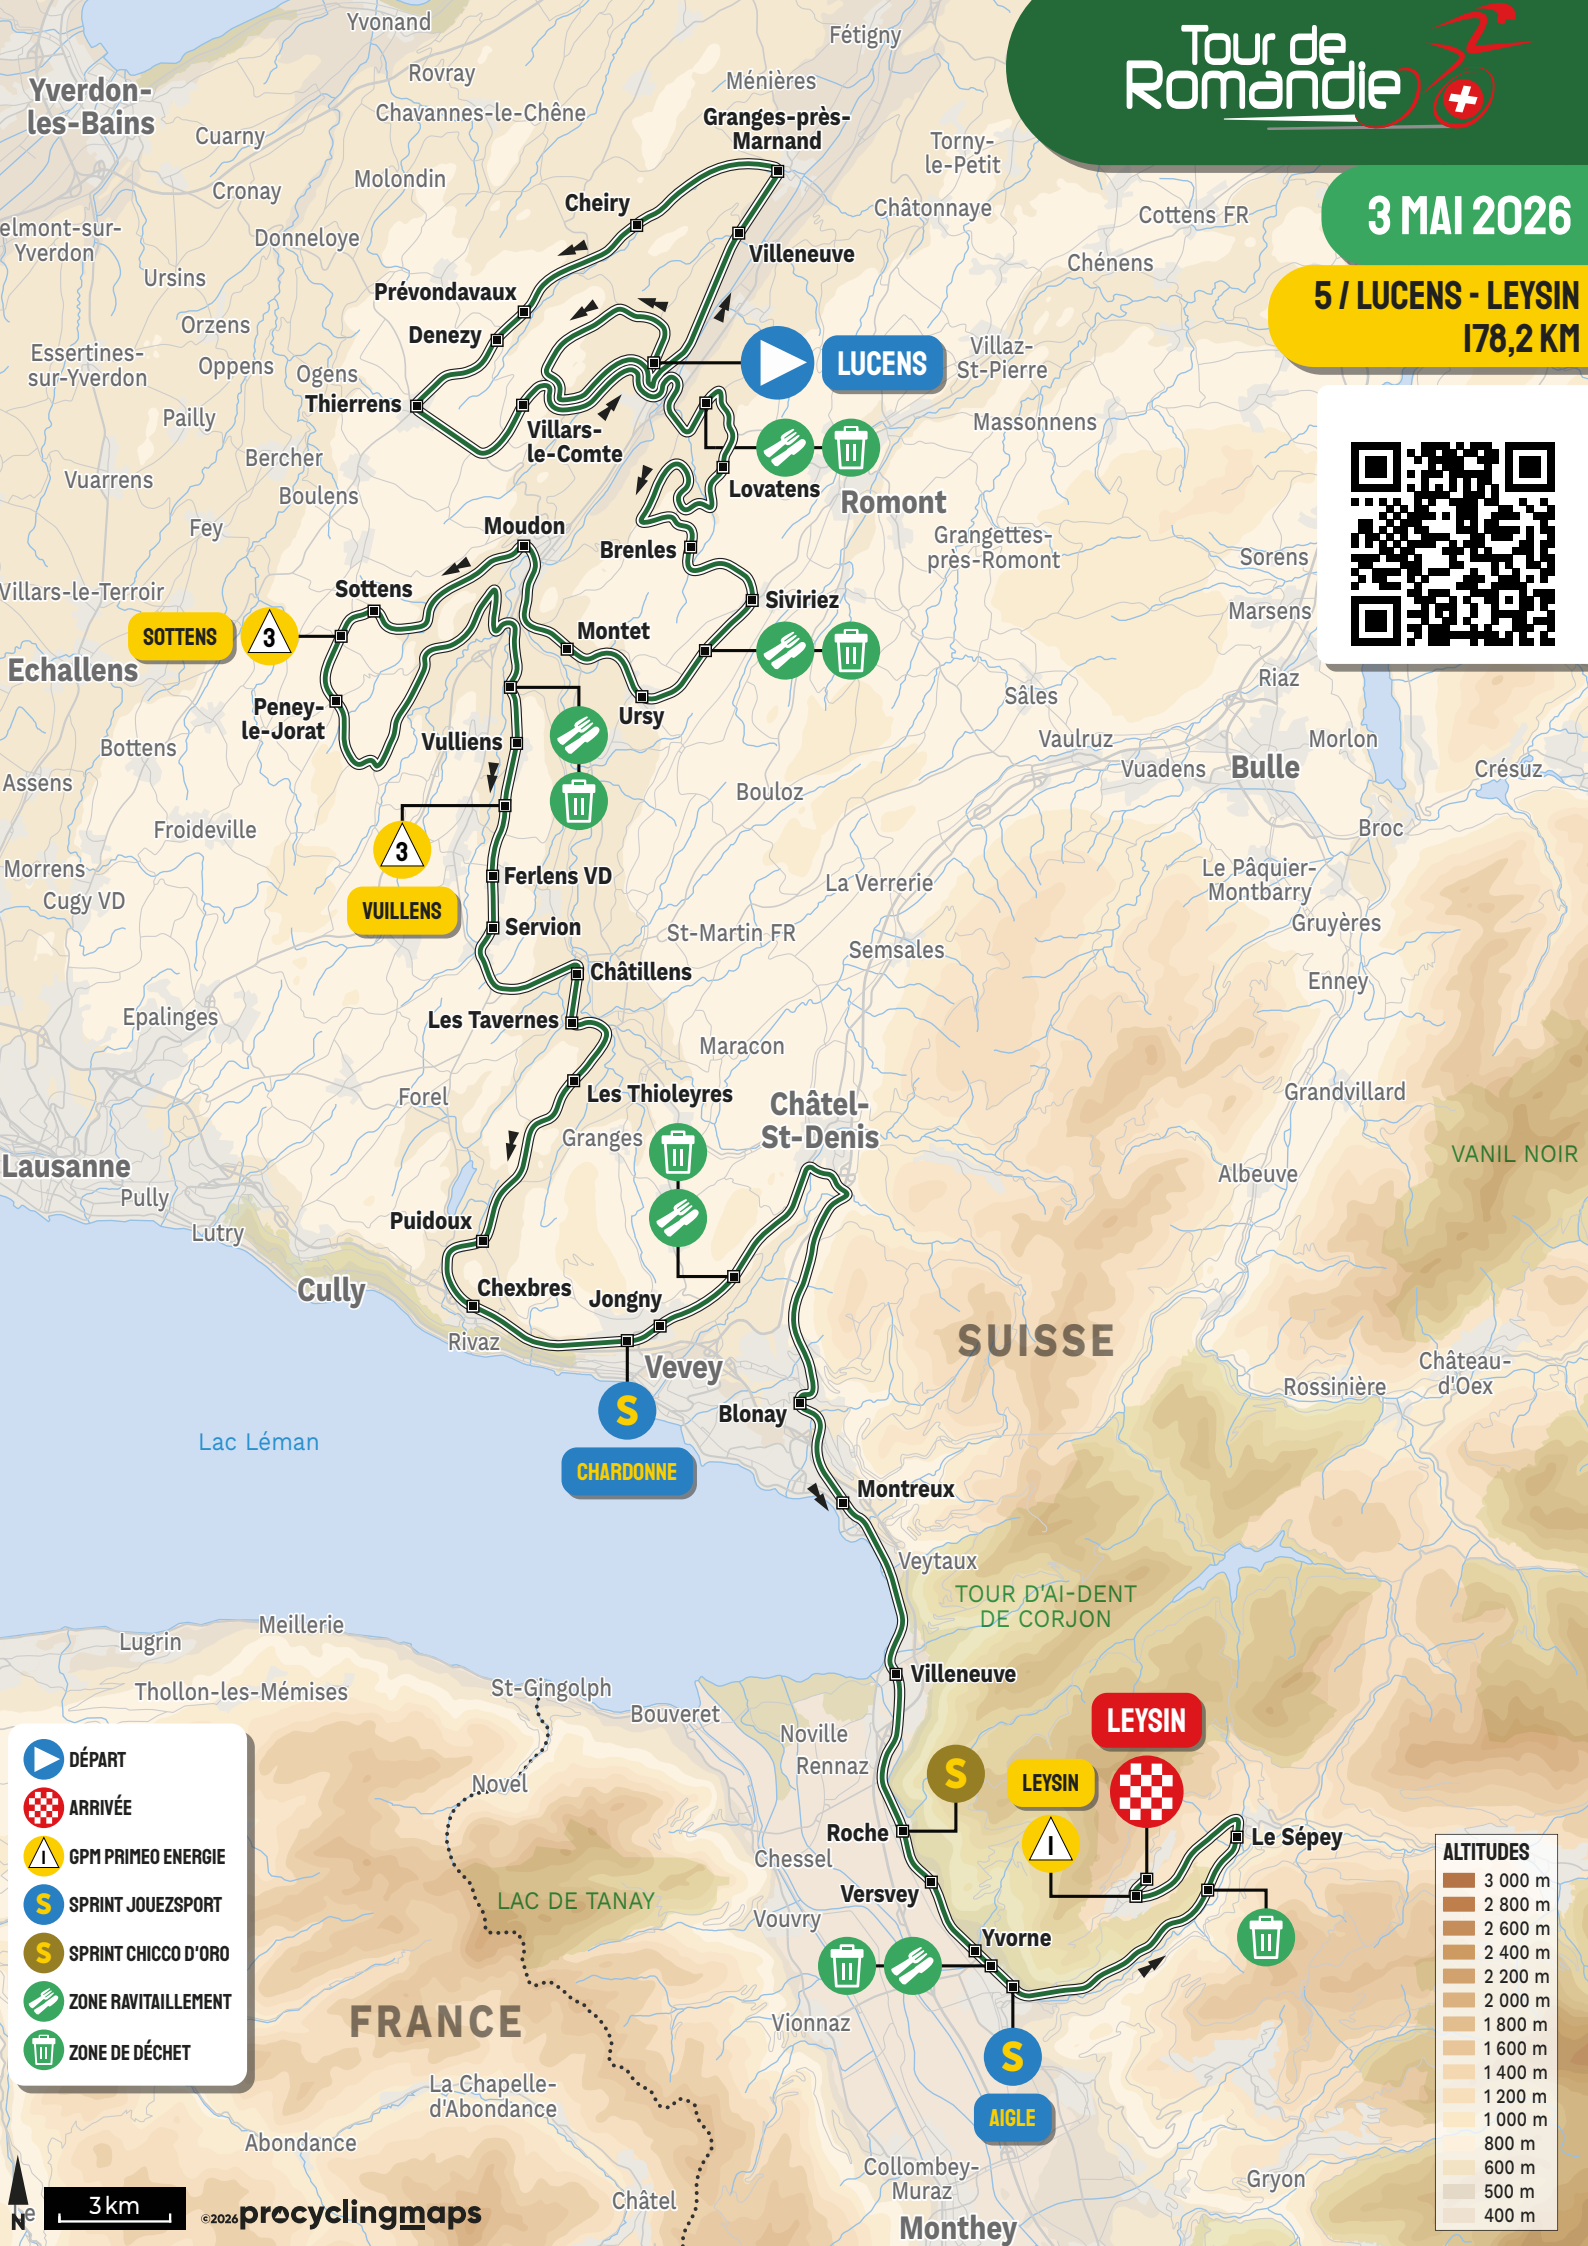 Tour de
Romandie
3 MAI 2026
5 / LUCENS - LEYSIN
178,2 KM
Yvonand
Fétigny
Rovray
Ménières
Yverdon-
les-Bains
Chavannes-le-Chêne
Granges-près-
Marnand
Cuarny
Torny-
le-Petit
Molondin
Cronay
Cheiry
Châtonnaye
Cottens FR
elmont-sur-
Yverdon
Donneloye
Villeneuve
Chénens
Ursins
Prévondavaux
Orzens
Denezy
Essertines-
sur-Yverdon
Oppens
Ogens
LUCENS
Villaz-
St-Pierre
Thierrens
Pailly
Villars-
le-Comte
Massonnens
Bercher
Vuarrens
Boulens
Lovatens
Romont
Fey
Moudon
Brenles
Grangettes-
près-Romont
Sorens
Villars-le-Terroir
Sottens
Siviriez
Marsens
SOTTENS
3
Montet
Echallens
Riaz
Sâles
Peney-
le-Jorat
Ursy
Bottens
Vulliens
Vaulruz
Morlon
Vuadens
Bulle
Crésuz
Assens
Bouloz
Froideville
Broc
3
Morrens
Ferlens VD
La Verrerie
Le Pâquier-
Montbarry
Cugy VD
VUILLENS
Gruyères
Servion
St-Martin FR
Semsales
Châtillens
Enney
Epalinges
Les Tavernes
Maracon
Forel
Les Thioleyres
Châtel-
St-Denis
Grandvillard
Granges
VANIL NOIR
Lausanne
Albeuve
Pully
Puidoux
Lutry
Cully
Chexbres
Jongny
Rivaz
SUISSE
Vevey
Château-
d'Oex
Rossinière
S
Blonay
Lac Léman
CHARDONNE
Montreux
Veytaux
TOUR D'AI-DENT
DE CORJON
Meillerie
Lugrin
Villeneuve
Thollon-les-Mémises
St-Gingolph
Bouveret
LEYSIN
Noville
Rennaz
S
LEYSIN
1
Novel
Roche
Le Sépey
Chessel
Versvey
LAC DE TANAY
Vouvry
Yvorne
FRANCE
Vionnaz
S
La Chapelle-
d'Abondance
AIGLE
Abondance
Collombey-
Muraz
Gryon
Châtel
Monthey
DÉPART
ARRIVÉE
1
GPM PRIMEO ENERGIE
S
SPRINT JOUEZSPORT
S
SPRINT CHICCO D'ORO
ZONE RAVITAILLEMENT
ZONE DE DÉCHET
ALTITUDES
3 000 m
2 800 m
2 600 m
2 400 m
2 200 m
2 000 m
1 800 m
1 600 m
1 400 m
1 200 m
1 000 m
800 m
600 m
500 m
400 m
N
3 km
©2026 procyclingmaps